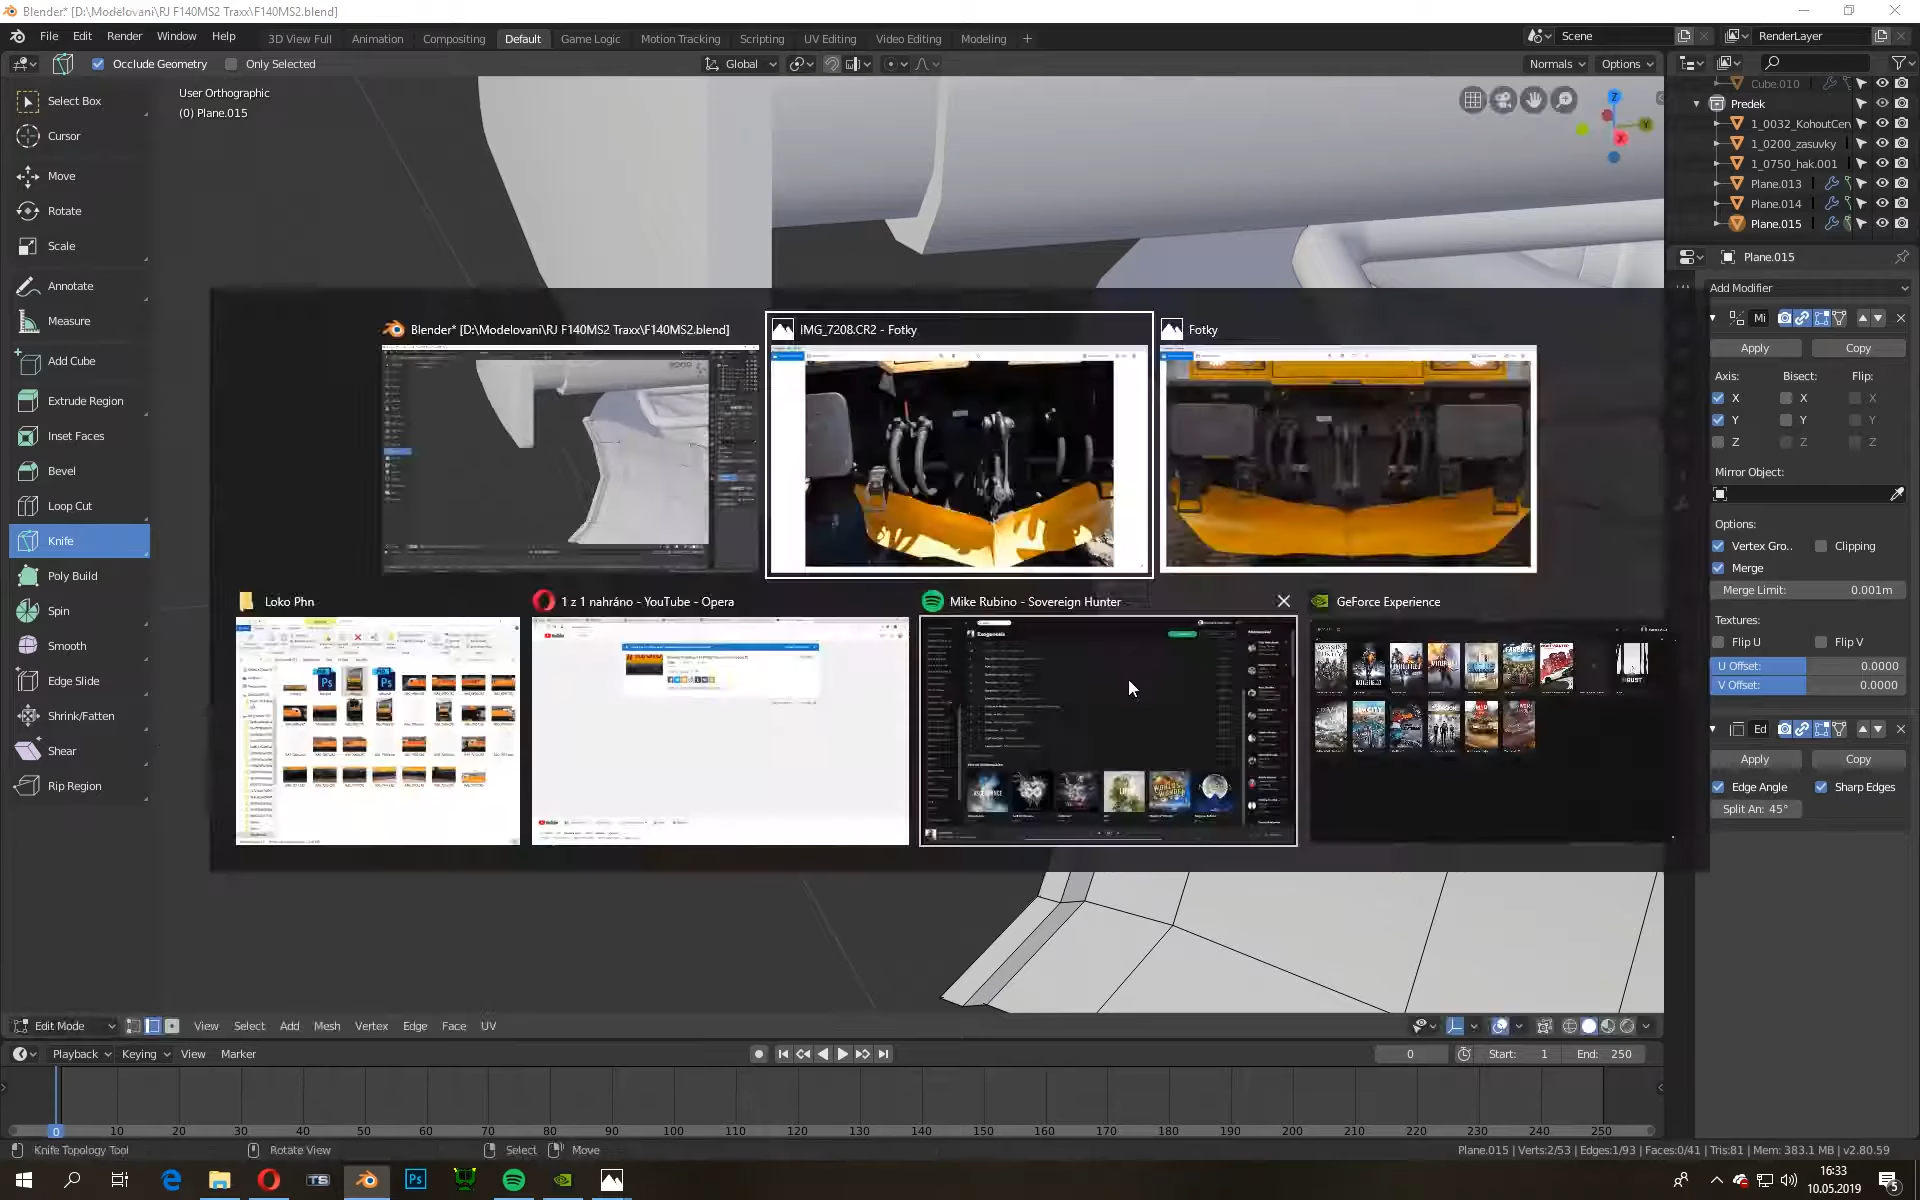 Blender* [D:\Modelovani\RJ F140MS2 Traxx\F140MS2.blend]
File Edit Render Window Help 3D View Full Animation Compositing Default Game Logic Motion Tracking Scripting UV Editing Video Editing Modeling + Scene RenderLayer
Occlude Geometry Only Selected Global Normals Options
User Orthographic
(0) Plane.015
Select Box
Cursor
Move
Rotate
Scale
Annotate
Measure
Add Cube
Extrude Region
Inset Faces
Bevel
Loop Cut
Knife
Poly Build
Spin
Smooth
Edge Slide
Shrink/Fatten
Shear
Rip Region
Z
Y
X
Blender* [D:\Modelovani\RJ F140MS2 Traxx\F140MS2.blend]
IMG_7208.CR2 - Fotky
Fotky
Loko Phn
1 z 1 nahráno - YouTube - Opera
Mike Rubino - Sovereign Hunter
GeForce Experience
Cube.010
Predek
1_0032_KohoutCerv
1_0200_zasuvky
1_0750_hak.001
Plane.013
Plane.014
Plane.015
Plane.015
Add Modifier
Mi
Apply Copy
Axis: Bisect: Flip:
X X X
Y Y Y
Z Z Z
Mirror Object:
Options:
Vertex Gro.. Clipping
Merge
Merge Limit: 0.001m
Textures:
Flip U Flip V
U Offset: 0.0000
V Offset: 0.0000
Ed
Apply Copy
Edge Angle Sharp Edges
Split An: 45°
Edit Mode View Select Add Mesh Vertex Edge Face UV
Playback Keying View Marker 0 Start: 1 End: 250
0 10 20 30 40 50 60 70 80 90 100 110 120 130 140 150 160 170 180 190 200 210 220 230 240 250
Knife Topology Tool Rotate View Select Move Plane.015 | Verts:2/53 | Edges:1/93 | Faces:0/41 | Tris:81 | Mem: 383.1 MB | v2.80.59
TS Ps 16:33
10.05.2019 5